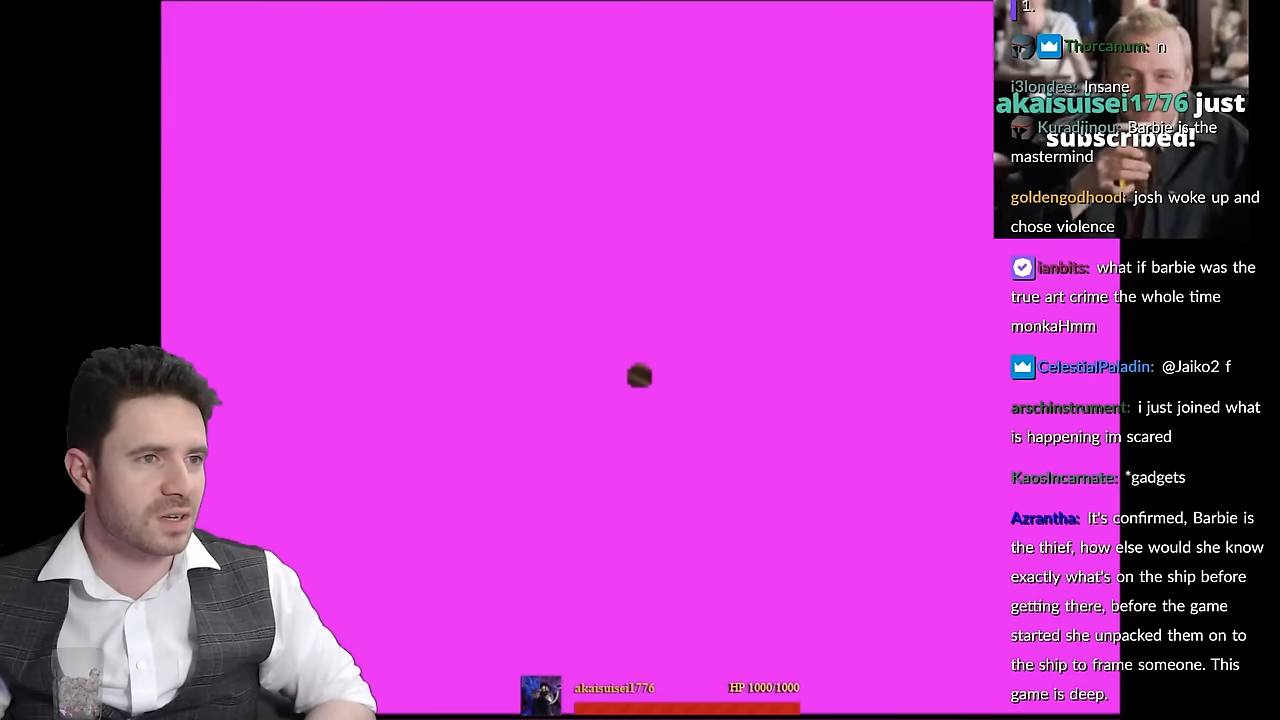 1.
Thorcanum: n
i3londee: Insane
akaisuisei1776 just
subscribed!
Kuradjinou: Barbie is the
mastermind
goldengodhood: josh woke up and
chose violence
ianbits: what if barbie was the
true art crime the whole time
monkaHmm
CelestialPaladin: @Jaiko2 f
arschinstrument: i just joined what
is happening im scared
KaosIncarnate: *gadgets
Azrantha: It's confirmed, Barbie is
the thief, how else would she know
exactly what's on the ship before
getting there, before the game
started she unpacked them on to
the ship to frame someone. This
game is deep.
akaisuisei1776 HP 1000/1000